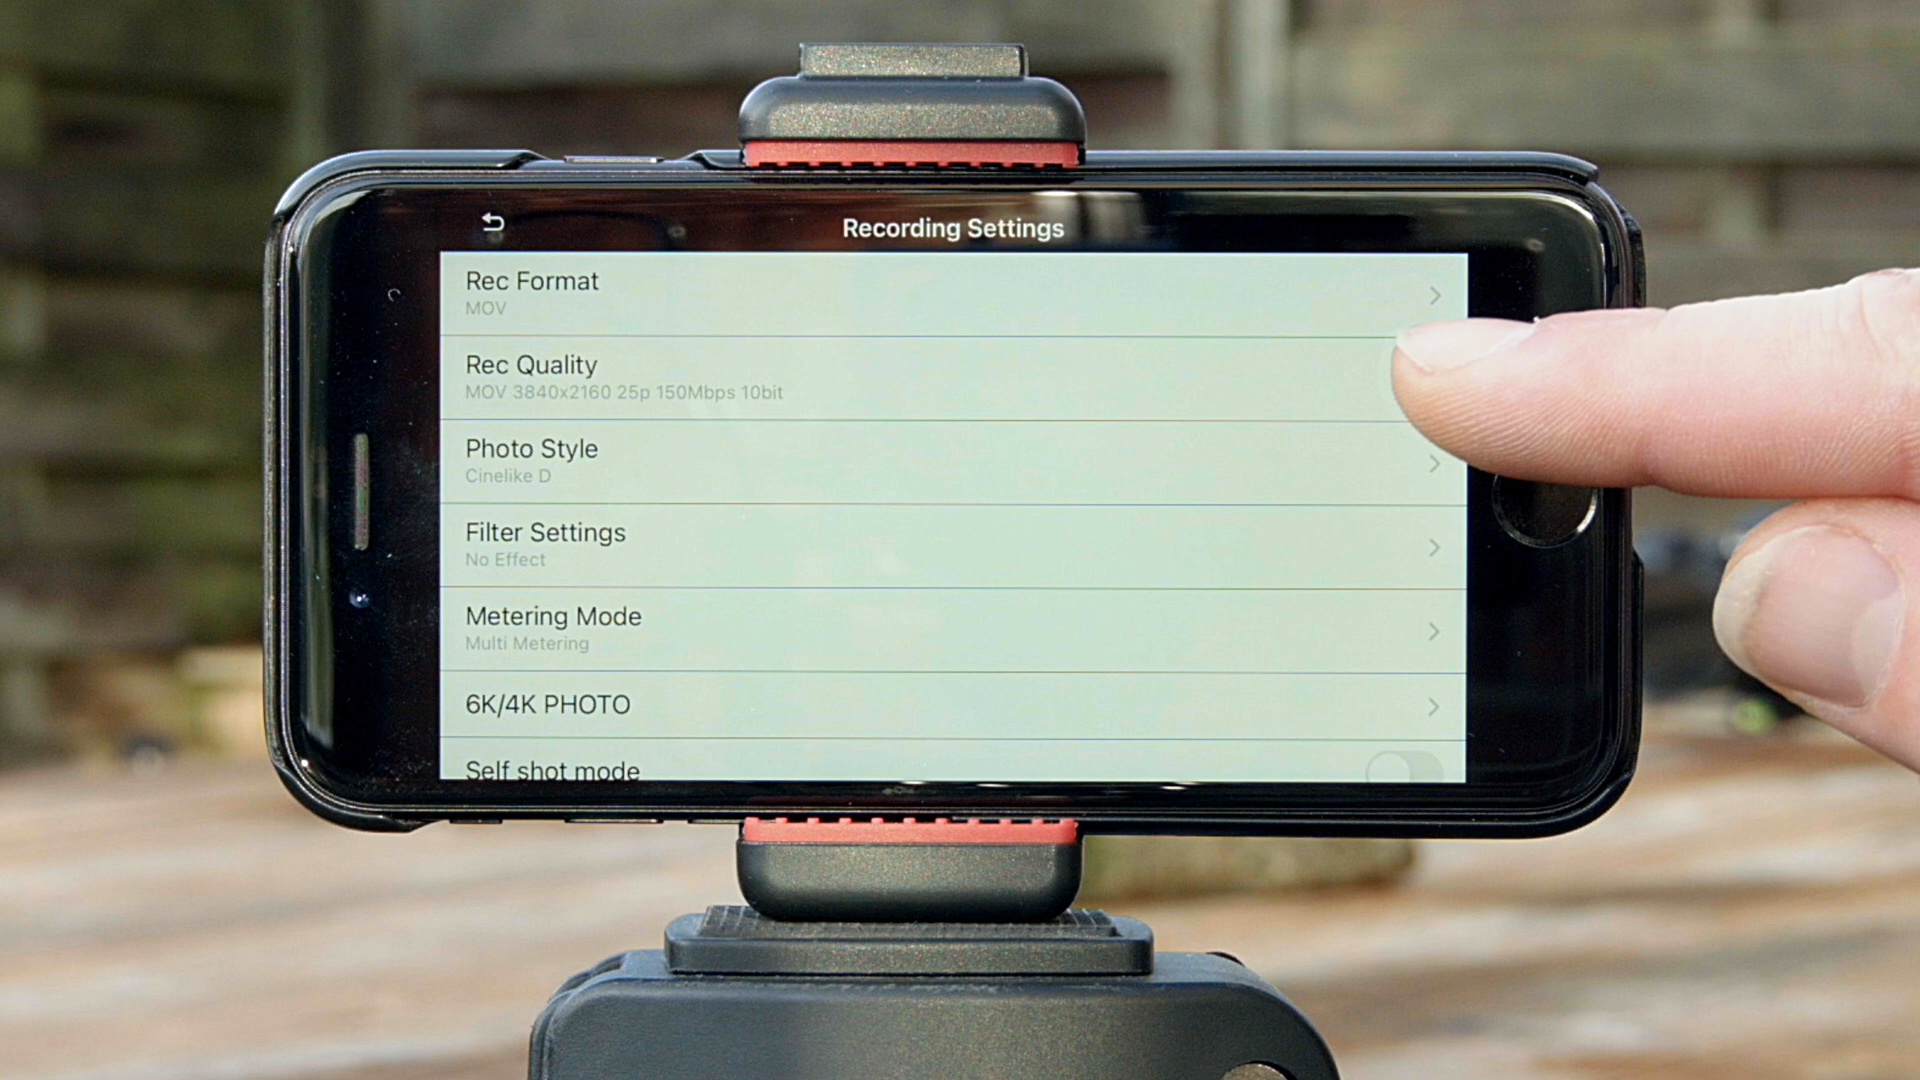 Recording Settings
Rec Format
MOV
Rec Quality
MOV 3840x2160 25p 150Mbps 10bit
Photo Style
Cinelike D
Filter Settings
No Effect
Metering Mode
Multi Metering
6K/4K PHOTO
Self shot mode